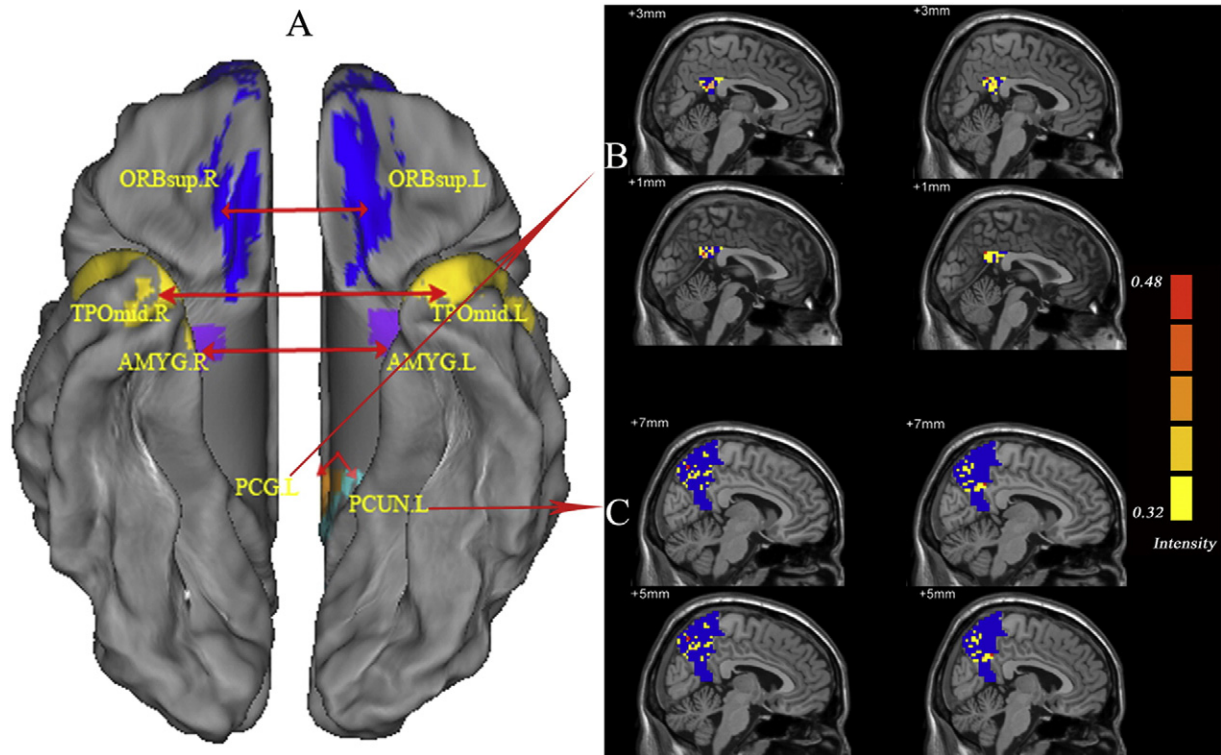 A
ORBsup.R
ORBsup.L
TPOmid.R
TPOmid.L
AMYG.R
AMYG.L
PCG.L
PCUN.L
B
+3mm
+3mm
+1mm
+1mm
C
+7mm
+7mm
+5mm
+5mm
0.48
0.32
Intensity